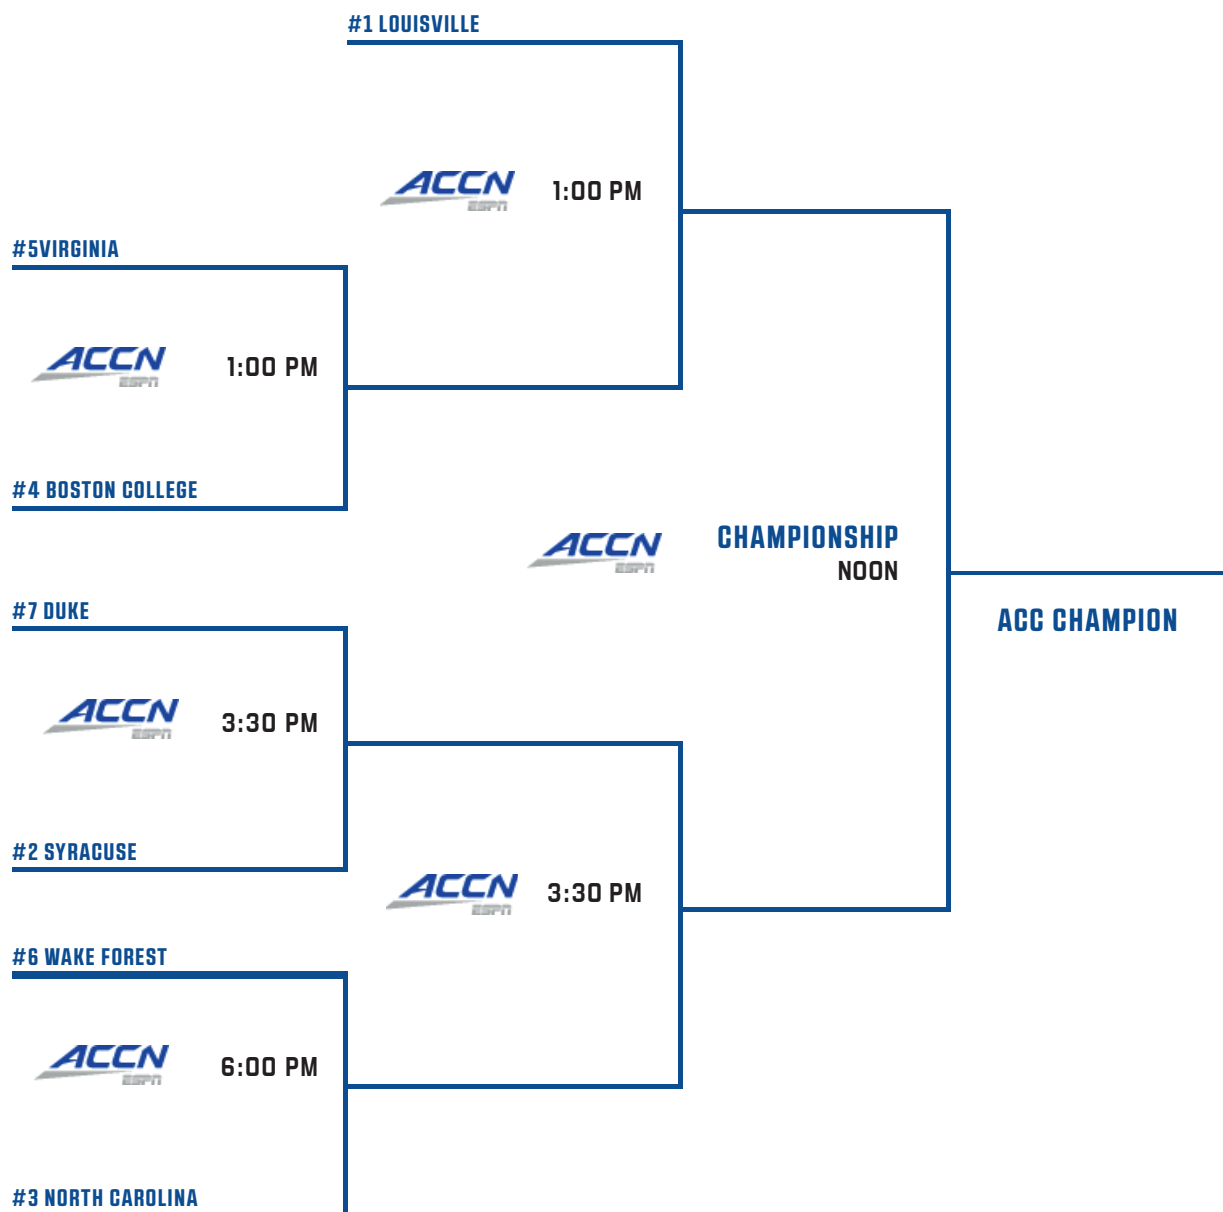 #1 LOUISVILLE
ACCN
ESPN
1:00 PM
#5VIRGINIA
ACCN
ESPN
1:00 PM
#4 BOSTON COLLEGE
ACCN
ESPN
CHAMPIONSHIP
NOON
#7 DUKE
ACC CHAMPION
ACCN
ESPN
3:30 PM
#2 SYRACUSE
ACCN
ESPN
3:30 PM
#6 WAKE FOREST
ACCN
ESPN
6:00 PM
#3 NORTH CAROLINA